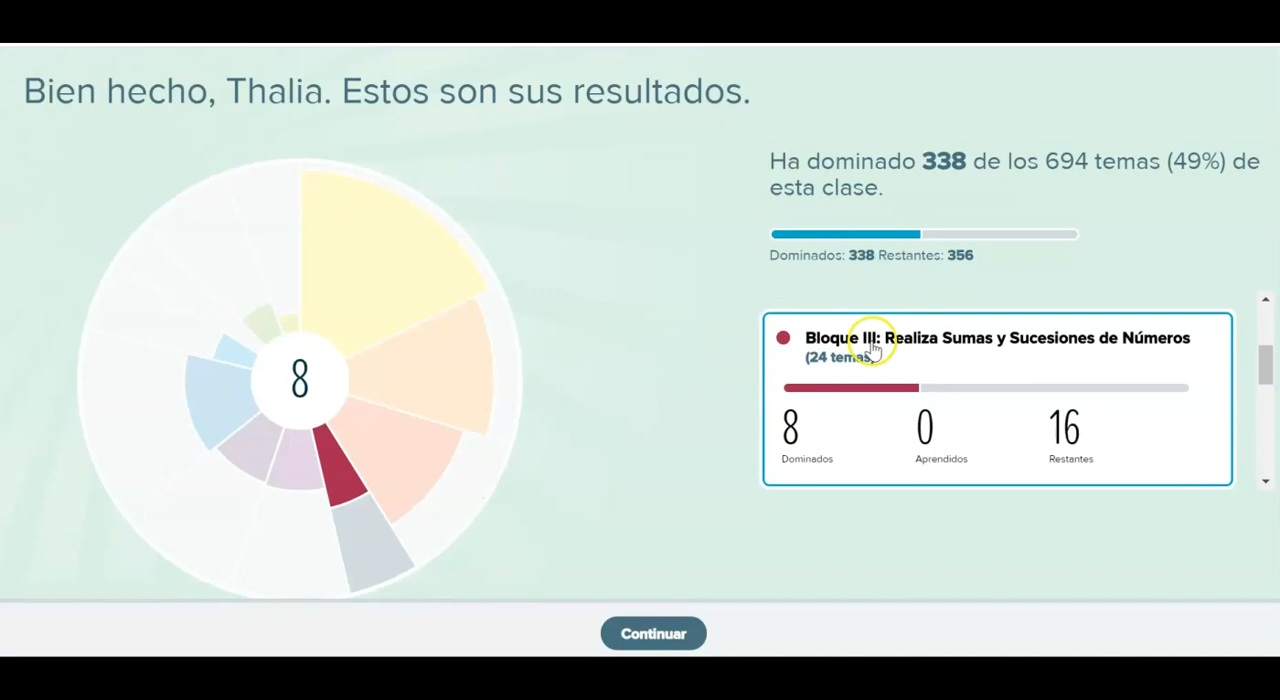 Bien hecho, Thalia. Estos son sus resultados.
Ha dominado 338 de los 694 temas (49%) de
esta clase.
Dominados: 338 Restantes: 356
8
Bloque III: Realiza Sumas y Sucesiones de Números
(24 temas)
8 0 16
Dominados Aprendidos Restantes
Continuar